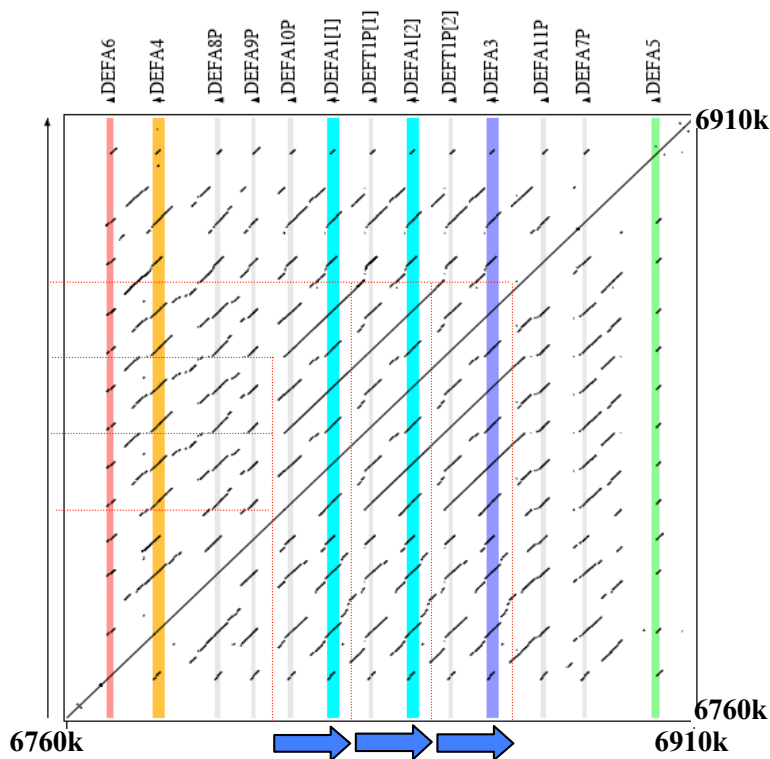 DEFA6
DEFA4
DEFA8P
DEFA9P
DEFA10P
DEFA1[1]
DEFT1P[1]
DEFA1[2]
DEFT1P[2]
DEFA3
DEFA11P
DEFA7P
DEFA5
6910k
6760k
6760k
6910k